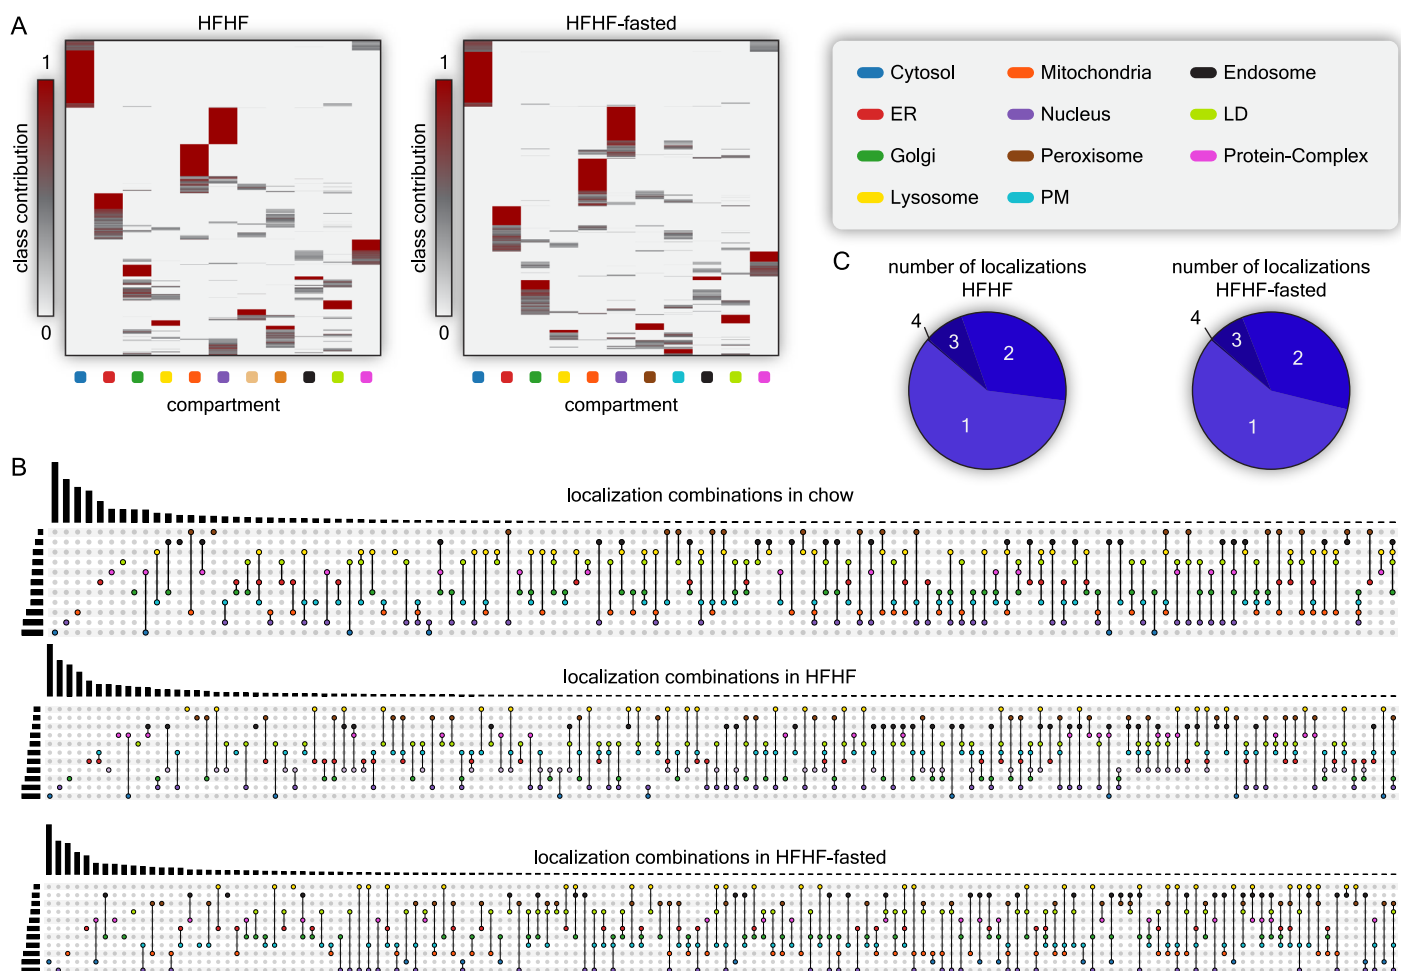 A
HFHF
HFHF-fasted
1
class contribution
0
compartment
1
class contribution
0
compartment
Cytosol
Mitochondria
Endosome
ER
Nucleus
LD
Golgi
Peroxisome
Protein-Complex
Lysosome
PM
C
number of localizations
HFHF
4
3
2
1
number of localizations
HFHF-fasted
4
3
2
1
B
localization combinations in chow
localization combinations in HFHF
localization combinations in HFHF-fasted